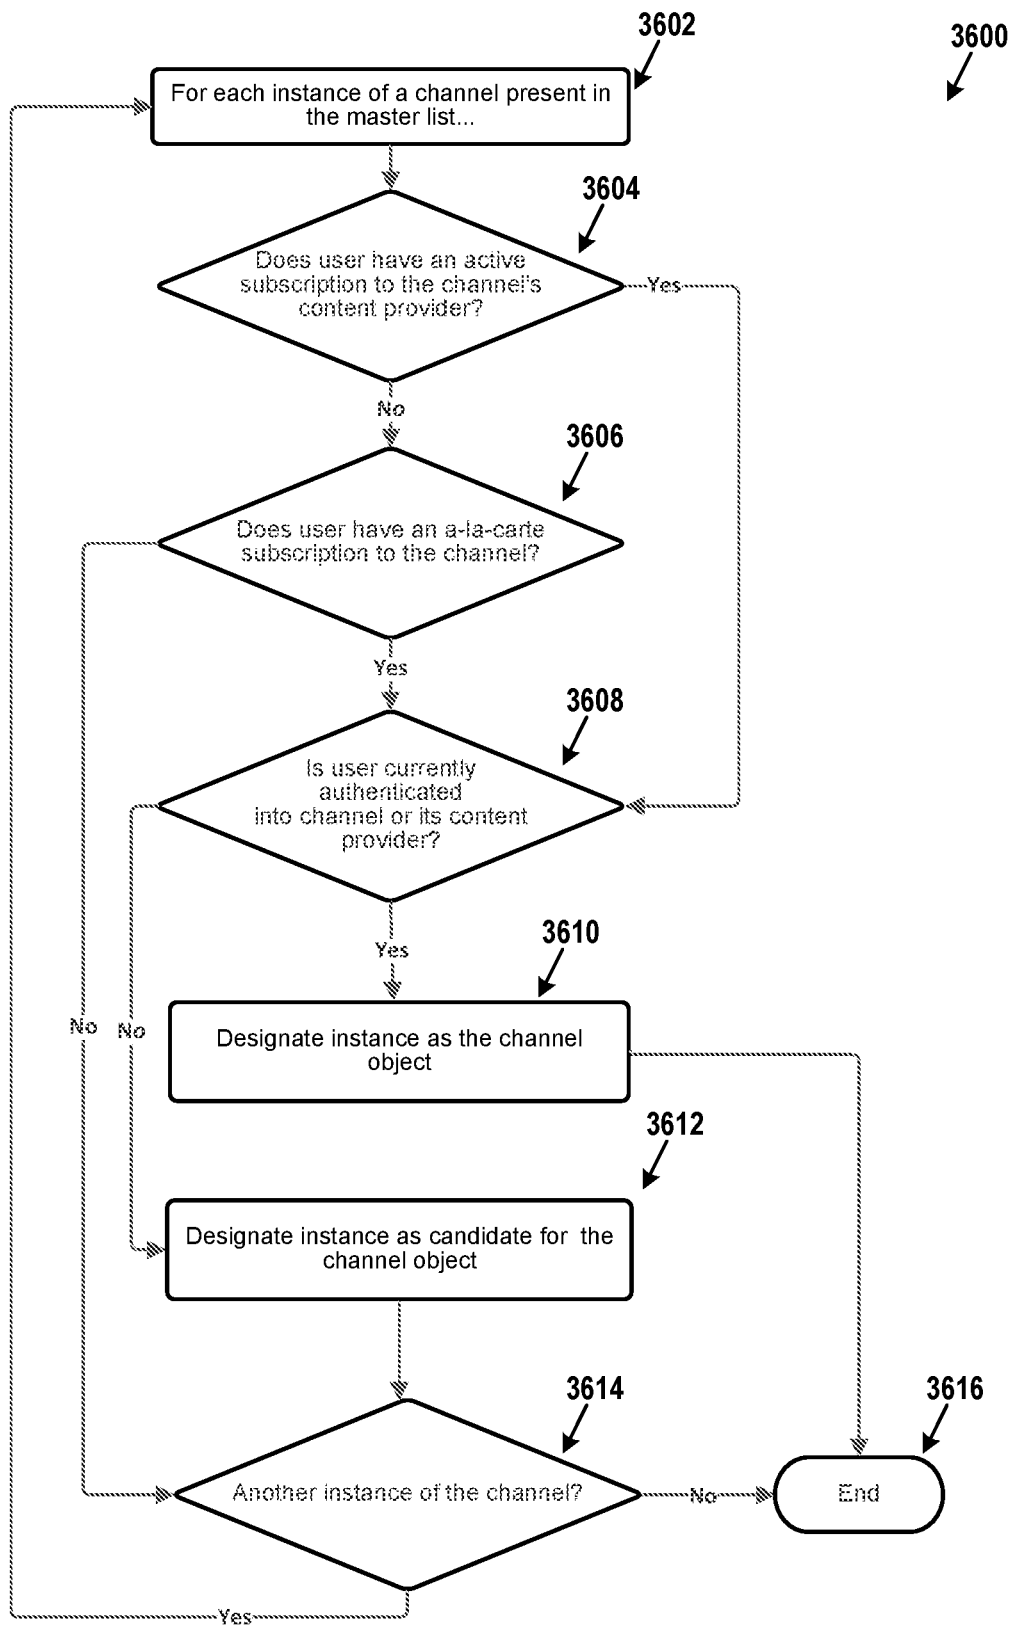 3602
3600
For each instance of a channel present in
the master list...
3604
Does user have an active
subscription to the channel's
content provider?
Yes
No
3606
Does user have an a-la-carte
subscription to the channel?
Yes
3608
Is user currently
authenticated
into channel or its content
provider?
Yes
3610
No
No
Designate instance as the channel
object
3612
Designate instance as candidate for the
channel object
3614
3616
Another instance of the channel?
No
End
Yes